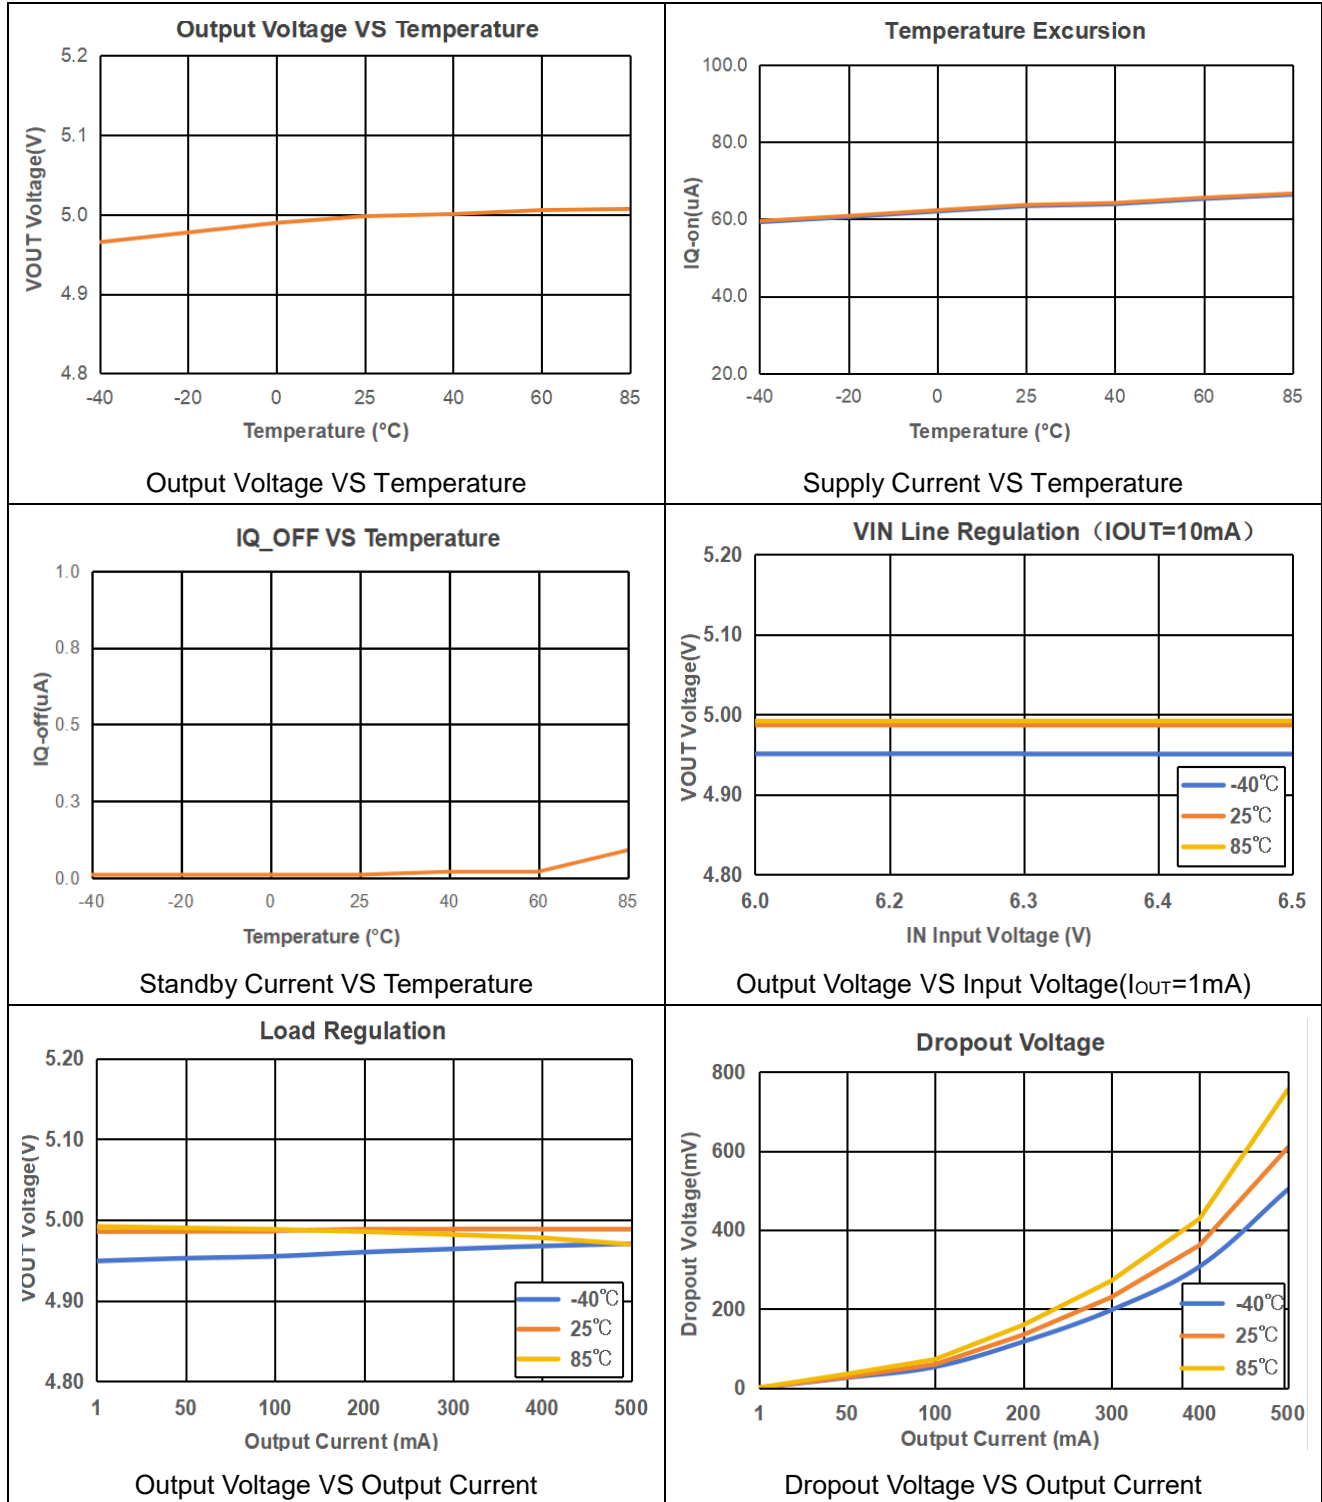 Output Voltage VS Temperature
5.2
5.1
5.0
4.9
4.8
VOUT Voltage(V)
-40 -20 0 25 40 60 85
Temperature (°C)
Output Voltage VS Temperature
Temperature Excursion
100.0
80.0
60.0
40.0
20.0
IQ-on(uA)
-40 -20 0 25 40 60 85
Temperature (°C)
Supply Current VS Temperature
IQ_OFF VS Temperature
1.0
0.8
0.5
0.3
0.0
IQ-off(uA)
-40 -20 0 25 40 60 85
Temperature (°C)
Standby Current VS Temperature
VIN Line Regulation（IOUT=10mA）
5.20
5.10
5.00
4.90
4.80
VOUT Voltage(V)
-40℃
25℃
85℃
6.0 6.2 6.3 6.4 6.5
IN Input Voltage (V)
Output Voltage VS Input Voltage(IOUT=1mA)
Load Regulation
5.20
5.10
5.00
4.90
4.80
VOUT Voltage(V)
-40℃
25℃
85℃
1 50 100 200 300 400 500
Output Current (mA)
Output Voltage VS Output Current
Dropout Voltage
800
600
400
200
0
Dropout Voltage(mV)
-40℃
25℃
85℃
1 50 100 200 300 400 500
Output Current (mA)
Dropout Voltage VS Output Current